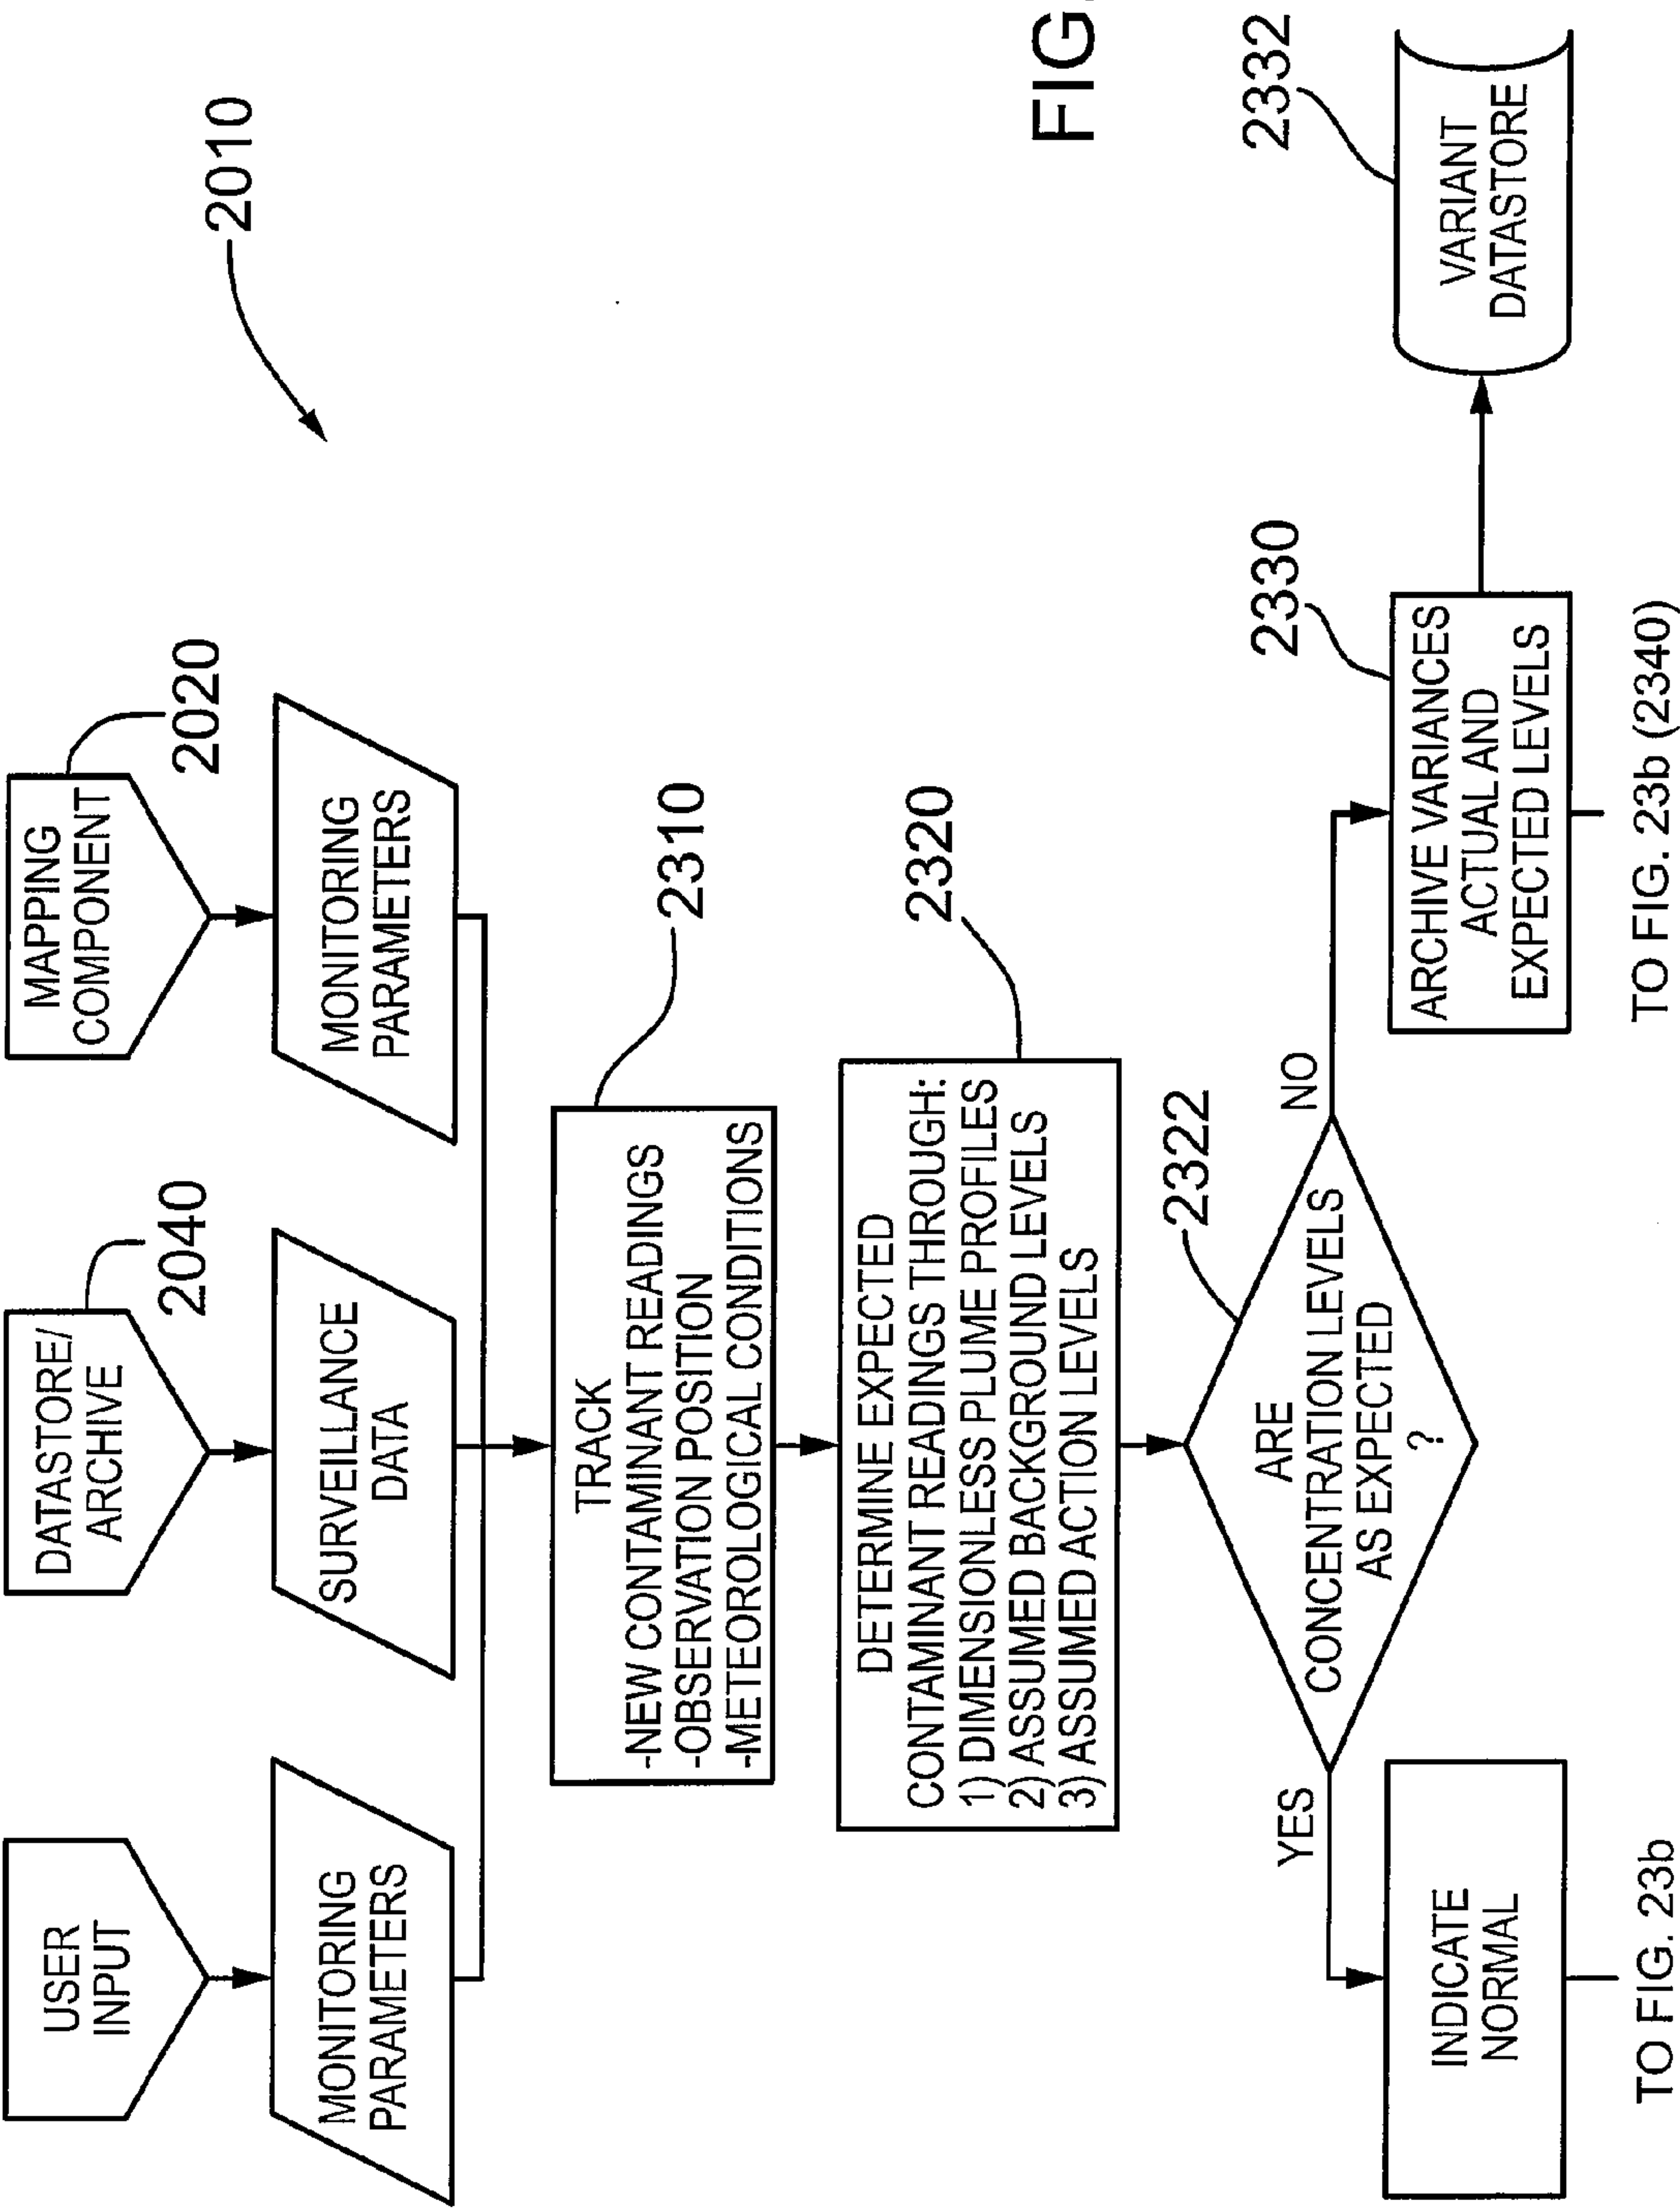 USER
INPUT
DATASTORE/
ARCHIVE
2040
MAPPING
COMPONENT
2020
2010
MONITORING
PARAMETERS
SURVEILLANCE
DATA
MONITORING
PARAMETERS
TRACK
-NEW CONTAMINANT READINGS
-OBSERVATION POSITION
-METEOROLOGICAL CONDITIONS
2310
DETERMINE EXPECTED
CONTAMINANT READINGS THROUGH:
1) DIMENSIONLESS PLUME PROFILES
2) ASSUMED BACKGROUND LEVELS
3) ASSUMED ACTION LEVELS
2320
FIG.
2322
ARE
CONCENTRATION LEVELS
AS EXPECTED
?
YES
NO
INDICATE
NORMAL
ARCHIVE VARIANCES
ACTUAL AND
EXPECTED LEVELS
2330
VARIANT
DATASTORE
2332
TO FIG. 23b
TO FIG. 23b (2340)